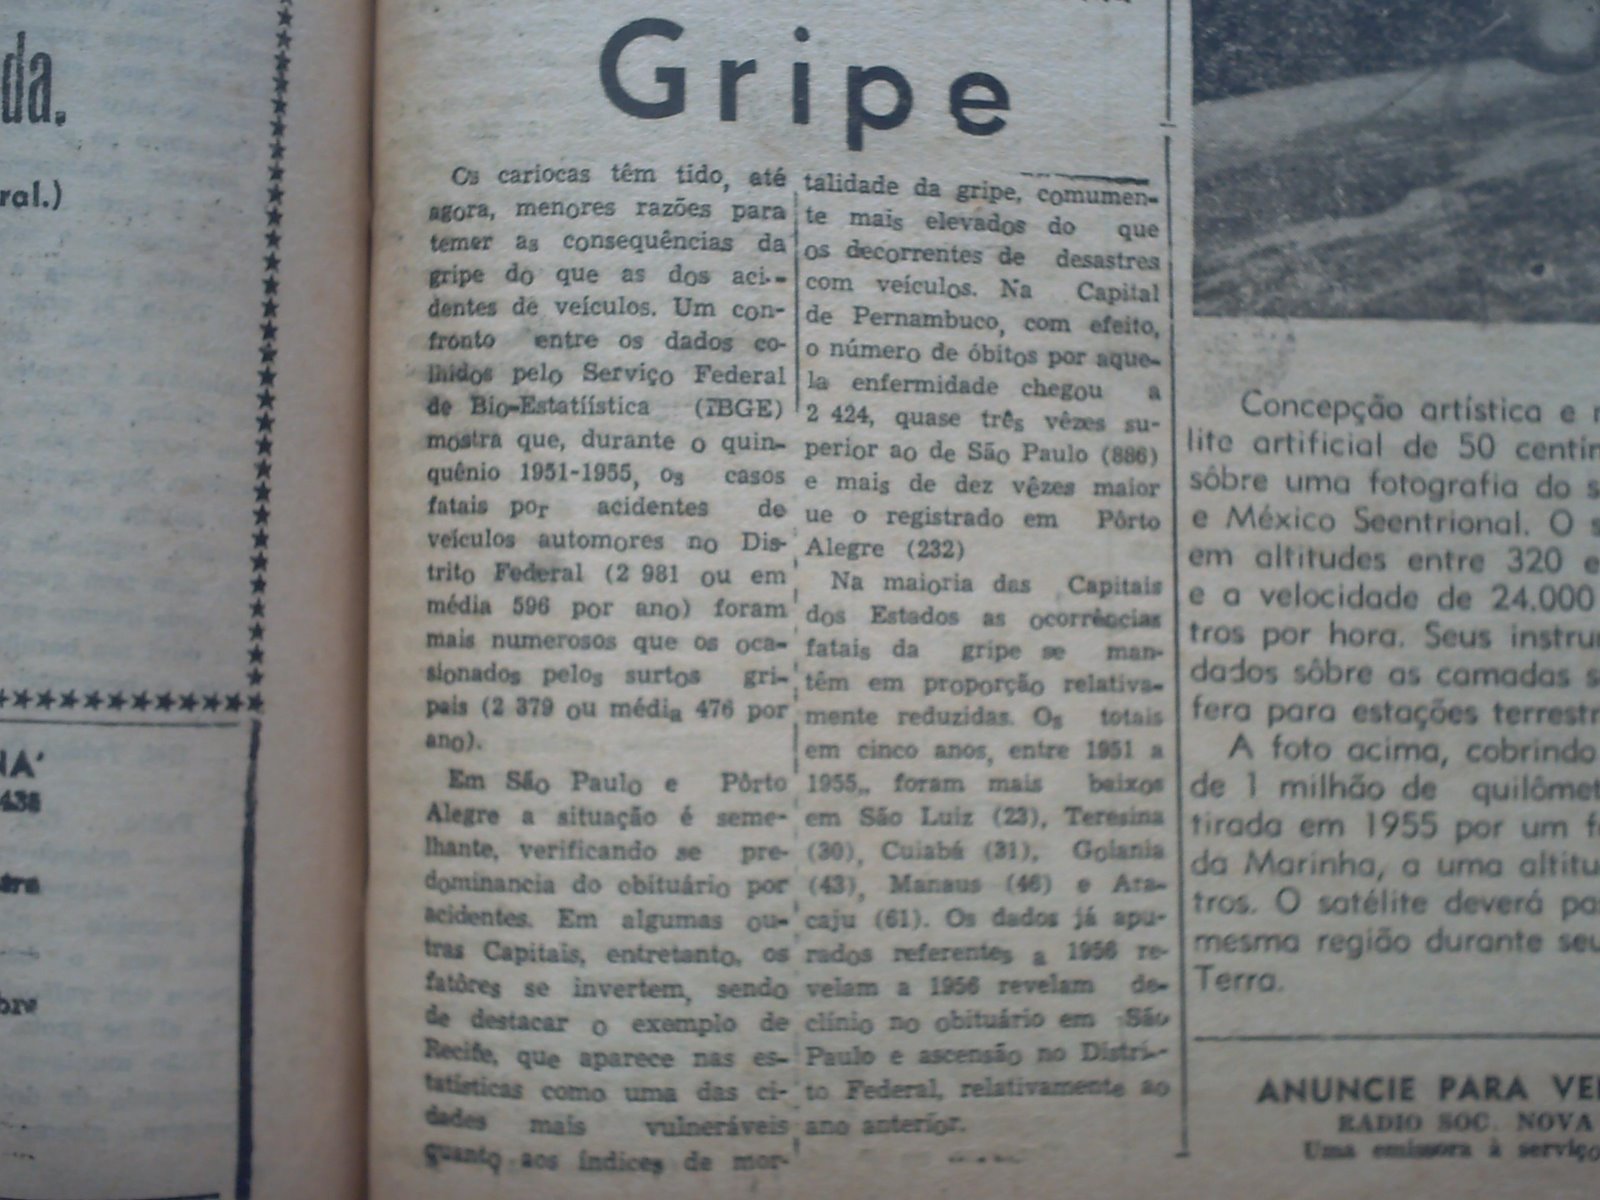 da.
ral.)
438
Gripe
Os cariocas têm tido, até
agora, menores razões para
temer as consequências da
gripe do que as dos aci-
dentes de veículos. Um con-
fronto entre os dados co-
lhidos pelo Serviço Federal
de Bio-Estatiística (IBGE)
mostra que, durante o quin-
quênio 1951-1955, os casos
fatais por acidentes de
veículos automores no Dis-
trito Federal (2 981 ou em
média 596 por ano) foram
mais numerosos que os oca-
sionados pelos surtos gri-
pais (2 379 ou média 476 por
ano).
Em São Paulo e Pôrto
Alegre a situação é seme-
lhante, verificando se pre-
dominancia do obituário por
acidentes. Em algumas ou-
tras Capitais, entretanto, os
fatôres se invertem, sendo
de destacar o exemplo de
Recife, que aparece nas es-
tatísticas como uma das ci-
dades mais vulneráveis
quanto aos índices de mor-
talidade da gripe, comumen-
te mais elevados do que
os decorrentes de desastres
com veículos. Na Capital
de Pernambuco, com efeito,
o número de óbitos por aque-
la enfermidade chegou a
2 424, quase três vêzes su-
perior ao de São Paulo (886)
e mais de dez vêzes maior
ue o registrado em Pôrto
Alegre (232)
Na maioria das Capitais
dos Estados as ocorrências
fatais da gripe se man-
têm em proporção relativa-
mente reduzidas. Os totais
em cinco anos, entre 1951 a
1955,, foram mais baixos
em São Luiz (23), Teresina
(30), Cuiabá (31), Goiania
(43), Manaus (46) e Ara-
caju (61). Os dados já apu-
rados referentes a 1956 re-
velam a 1956 revelam de-
clínio no obituário em São
Paulo e ascensão no Distri-
to Federal, relativamente ao
ano anterior.
Concepção artística e
lite artificial de 50 centím
sôbre uma fotografia do s
e México Seentrional. O s
em altitudes entre 320 e
e a velocidade de 24.000
tros por hora. Seus instru
dados sôbre as camadas s
fera para estações terrestr
A foto acima, cobrindo
de 1 milhão de quilômet
tirada em 1955 por um f
da Marinha, a uma altitu
tros. O satélite deverá pa
mesma região durante seu
Terra.
ANUNCIE PARA VE
RADIO SOC. NOVA
Uma emissora à serviço